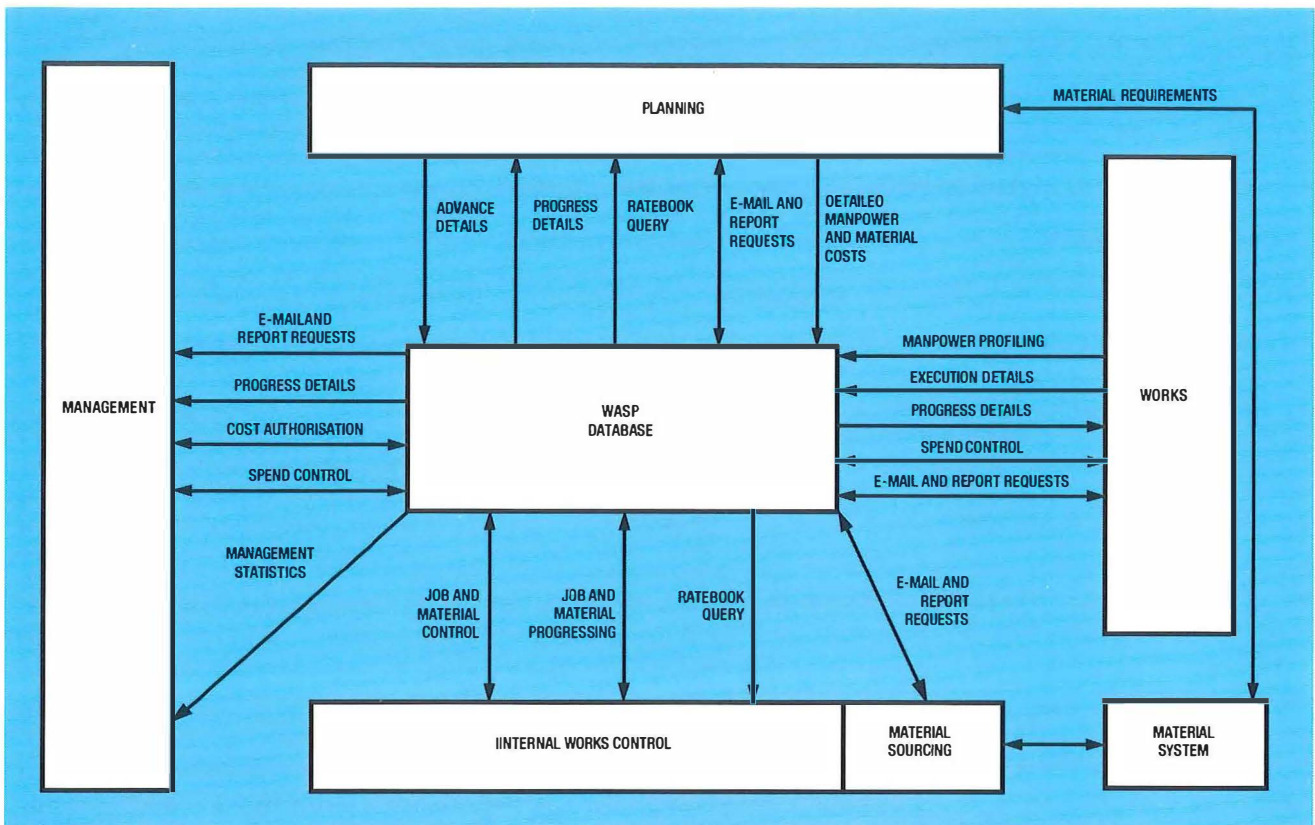 PLANNING
MATERIAL REQUIREMENTS
ADVANCE
DETAILS
PROGRESS
DETAILS
RATEBOOK
QUERY
E-MAIL ANO
REPORT
REQUESTS
OETAILEO
MANPOWER
AND MATERIAL
COSTS
MANAGEMENT
E-MAILAND
REPORT REQUESTS
PROGRESS DETAILS
COST AUTHORISATION
SPEND CONTROL
MANAGEMENT
STATISTICS
WASP
DATABASE
MANPOWER PROFILING
EXECUTION DETAILS
PROGRESS DETAILS
SPEND CONTROL
E-MAIL AND REPORT REQUESTS
WORKS
JOB AND
MATERIAL
CONTROL
JOB AND
MATERIAL
PROGRESSING
RATEBOOK
QUERY
E-MAIL AND
REPORT
REQUESTS
IINTERNAL WORKS CONTROL
MATERIAL
SOURCING
MATERIAL
SYSTEM